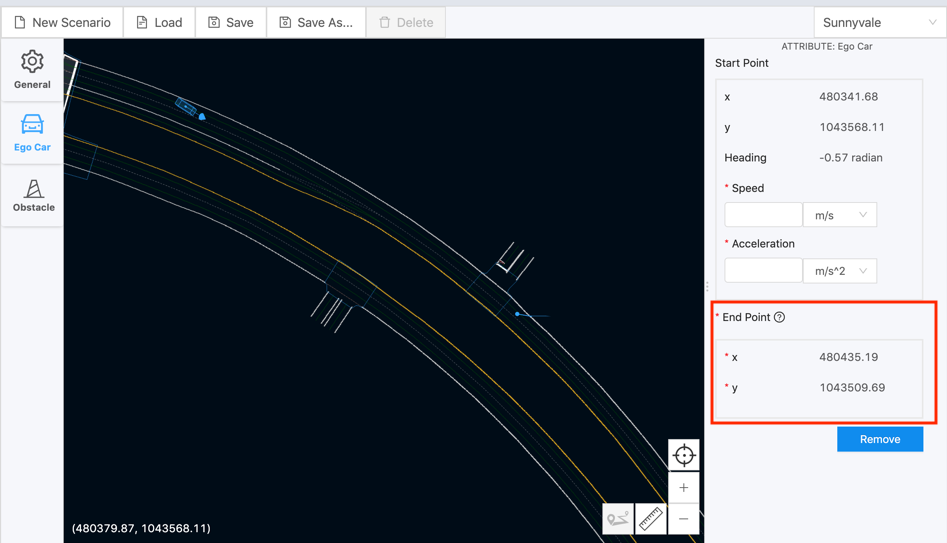 New Scenario
Load
Save
Save As...
Delete
Sunnyvale
General
Ego Car
Obstacle
ATTRIBUTE: Ego Car
Start Point
x 480341.68
y 1043568.11
Heading -0.57 radian
* Speed
m/s
* Acceleration
m/s^2
* End Point ?
* x 480435.19
* y 1043509.69
Remove
+
−
(480379.87, 1043568.11)